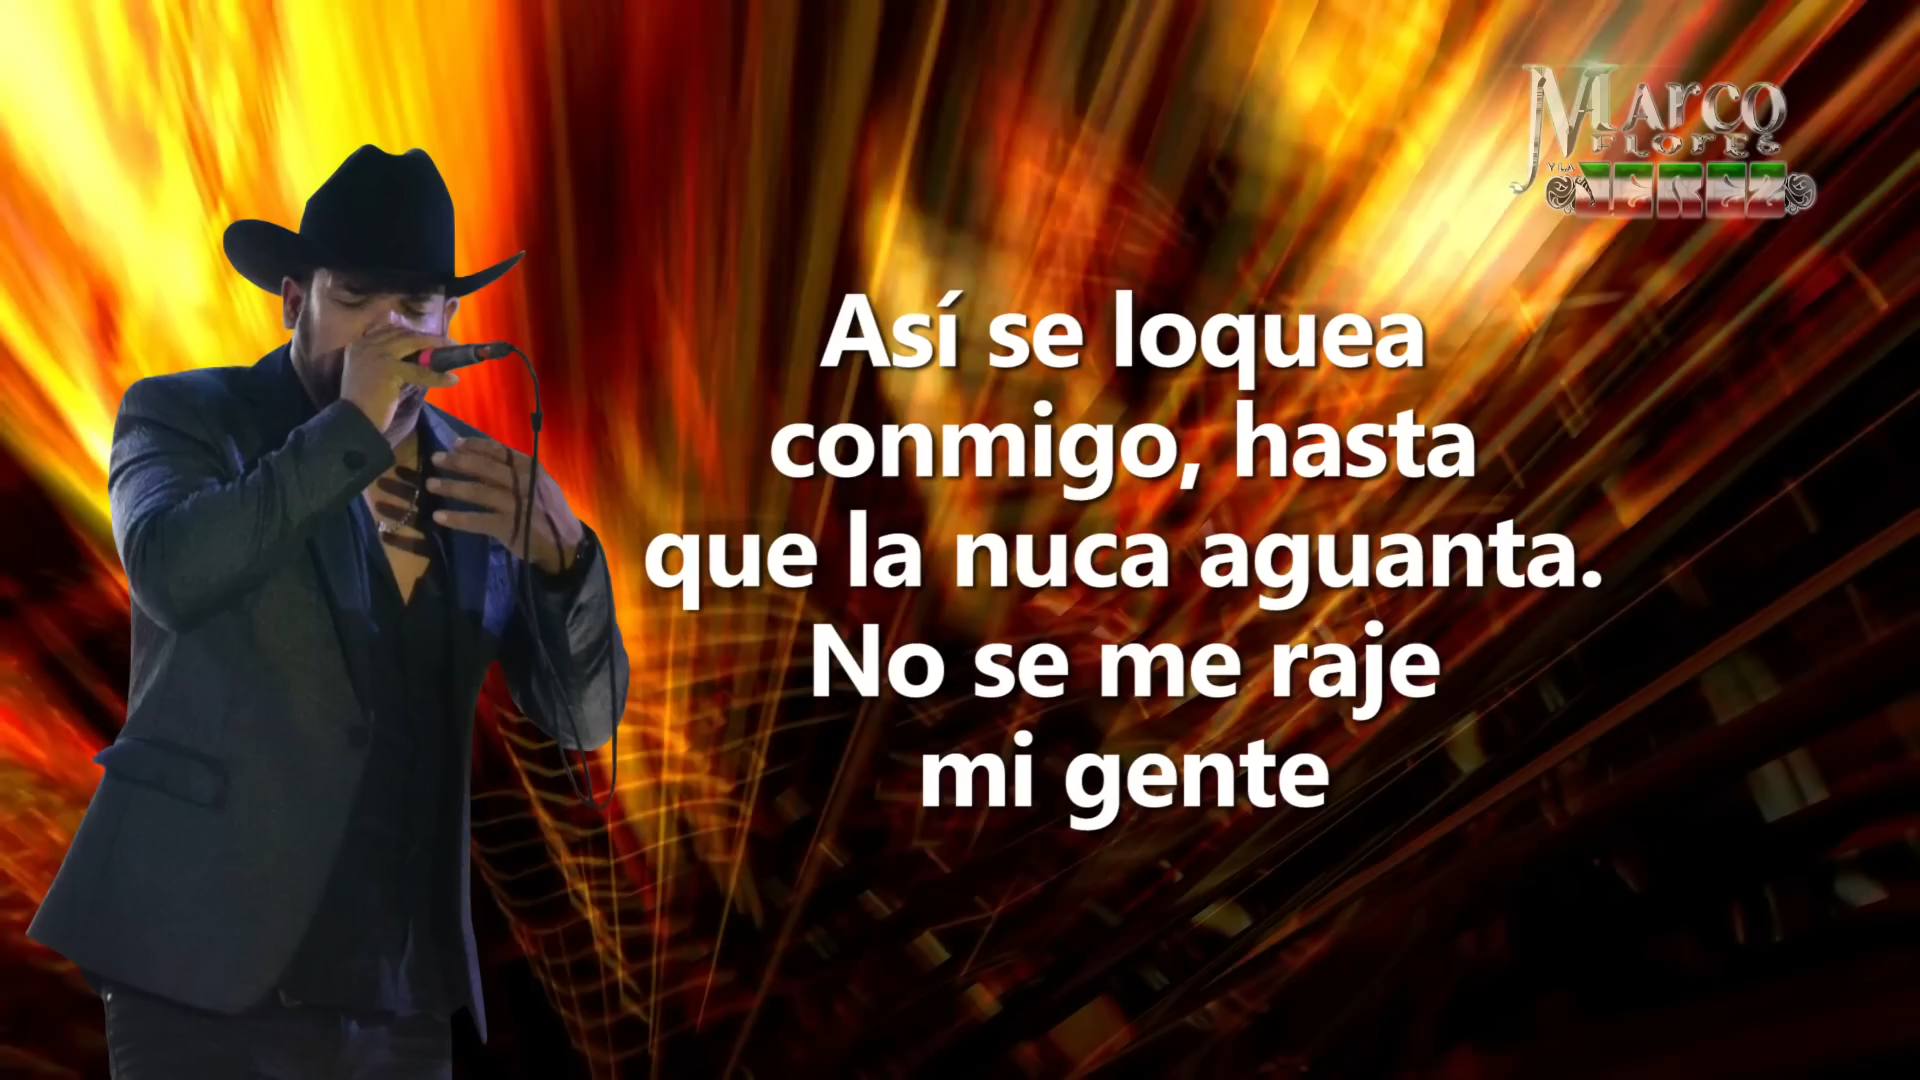 Marco
Flores
y la
Jerez
Así se loquea
conmigo, hasta
que la nuca aguanta.
No se me raje
mi gente